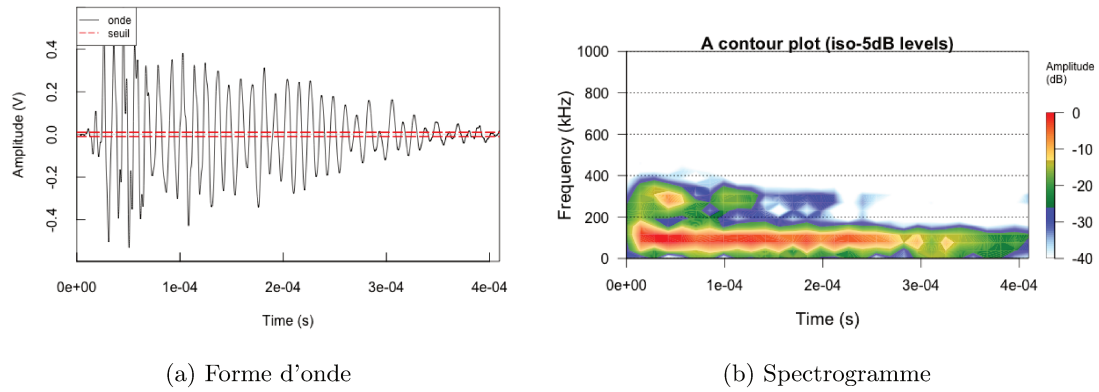 onde
seuil
0.4
0.2
0.0
-0.2
-0.4
Amplitude (V)
0e+00
1e-04
2e-04
3e-04
4e-04
Time (s)
(a) Forme d'onde
A contour plot (iso-5dB levels)
1000
800
600
400
200
0
Frequency (kHz)
0e+00
1e-04
2e-04
3e-04
4e-04
Time (s)
Amplitude
(dB)
0
-10
-20
-30
-40
(b) Spectrogramme